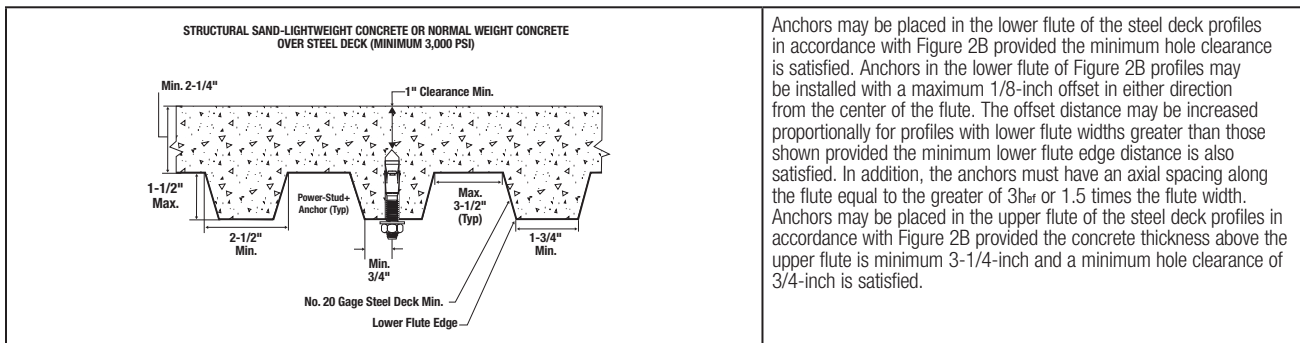 STRUCTURAL SAND-LIGHTWEIGHT CONCRETE OR NORMAL WEIGHT CONCRETE
OVER STEEL DECK (MINIMUM 3,000 PSI)
Min. 2-1/4"
1" Clearance Min.
1-1/2"
Max.
Power-Stud+
Anchor (Typ)
Max.
3-1/2"
(Typ)
2-1/2"
Min.
Min.
3/4"
1-3/4"
Min.
No. 20 Gage Steel Deck Min.
Lower Flute Edge
Anchors may be placed in the lower flute of the steel deck profiles
in accordance with Figure 2B provided the minimum hole clearance
is satisfied. Anchors in the lower flute of Figure 2B profiles may
be installed with a maximum 1/8-inch offset in either direction
from the center of the flute. The offset distance may be increased
proportionally for profiles with lower flute widths greater than those
shown provided the minimum lower flute edge distance is also
satisfied. In addition, the anchors must have an axial spacing along
the flute equal to the greater of 3hef or 1.5 times the flute width.
Anchors may be placed in the upper flute of the steel deck profiles in
accordance with Figure 2B provided the concrete thickness above the
upper flute is minimum 3-1/4-inch and a minimum hole clearance of
3/4-inch is satisfied.